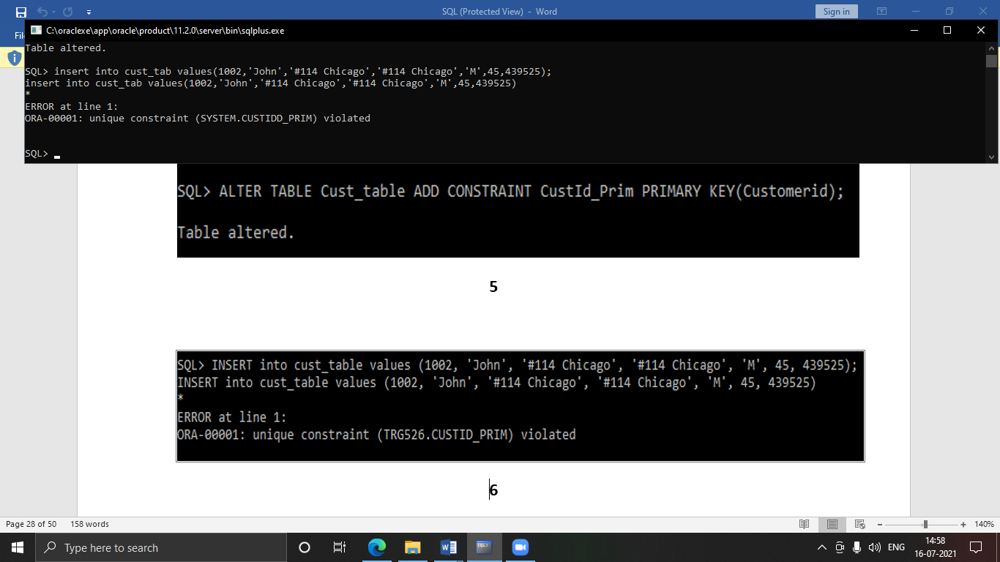 SQL (Protected View) - Word
Sign in
Fil
C:\oraclexe\app\oracle\product\11.2.0\server\bin\sqlplus.exe
Table altered.
SQL> insert into cust_tab values(1002,'John','#114 Chicago','#114 Chicago','M',45,439525);
insert into cust_tab values(1002,'John','#114 Chicago','#114 Chicago','M',45,439525)
*
ERROR at line 1:
ORA-00001: unique constraint (SYSTEM.CUSTIDD_PRIM) violated
SQL>
SQL> ALTER TABLE Cust_table ADD CONSTRAINT CustId_Prim PRIMARY KEY(Customerid);
Table altered.
5
SQL> INSERT into cust_table values (1002, 'John', '#114 Chicago', '#114 Chicago', 'M', 45, 439525);
INSERT into cust_table values (1002, 'John', '#114 Chicago', '#114 Chicago', 'M', 45, 439525)
*
ERROR at line 1:
ORA-00001: unique constraint (TRG526.CUSTID_PRIM) violated
6
Page 28 of 50 158 words
140%
Type here to search
ENG
14:58
16-07-2021